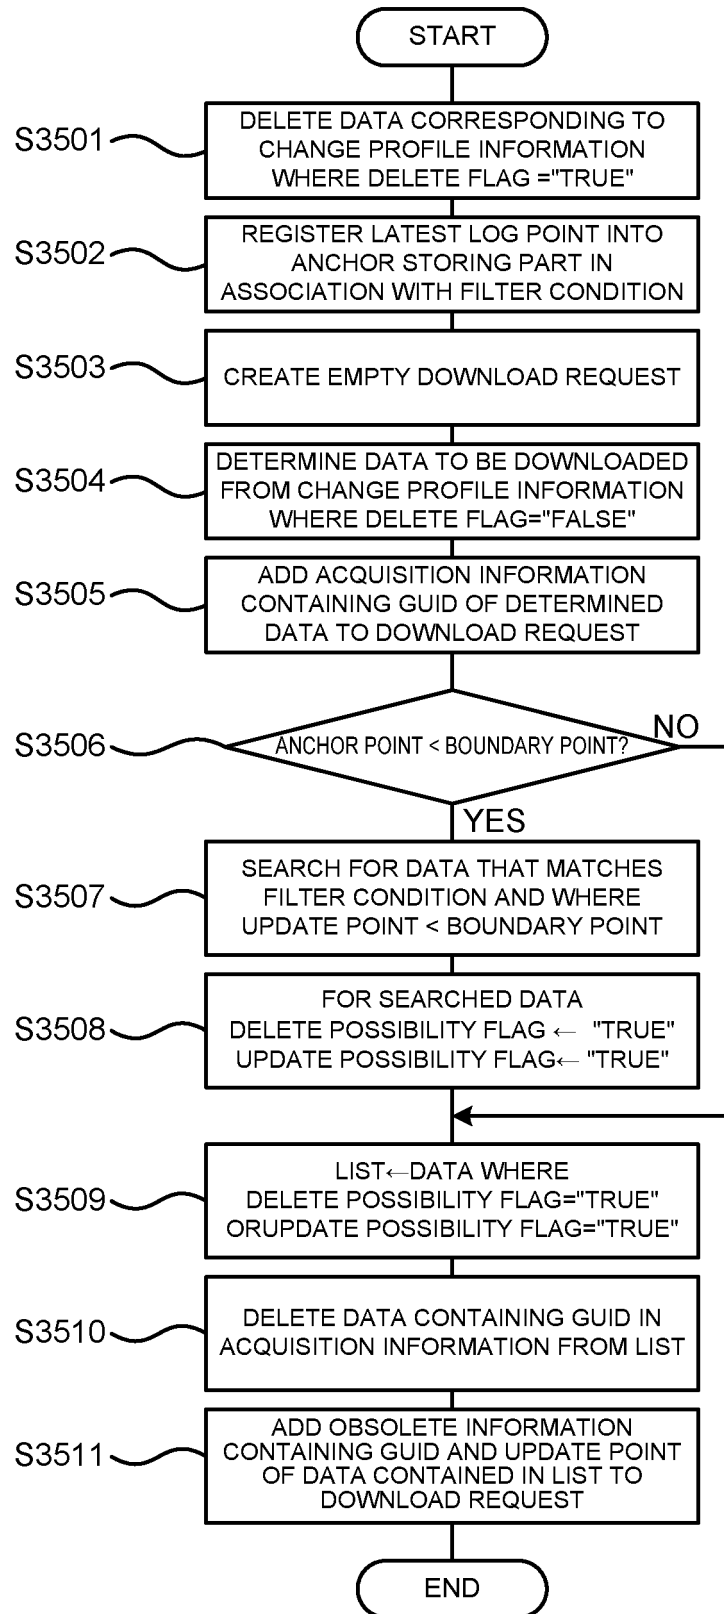 START
S3501
DELETE DATA CORRESPONDING TO
CHANGE PROFILE INFORMATION
WHERE DELETE FLAG ="TRUE"
S3502
REGISTER LATEST LOG POINT INTO
ANCHOR STORING PART IN
ASSOCIATION WITH FILTER CONDITION
S3503
CREATE EMPTY DOWNLOAD REQUEST
S3504
DETERMINE DATA TO BE DOWNLOADED
FROM CHANGE PROFILE INFORMATION
WHERE DELETE FLAG="FALSE"
S3505
ADD ACQUISITION INFORMATION
CONTAINING GUID OF DETERMINED
DATA TO DOWNLOAD REQUEST
S3506
ANCHOR POINT < BOUNDARY POINT?
NO
YES
S3507
SEARCH FOR DATA THAT MATCHES
FILTER CONDITION AND WHERE
UPDATE POINT < BOUNDARY POINT
S3508
FOR SEARCHED DATA
DELETE POSSIBILITY FLAG ← "TRUE"
UPDATE POSSIBILITY FLAG← "TRUE"
S3509
LIST←DATA WHERE
DELETE POSSIBILITY FLAG="TRUE"
ORUPDATE POSSIBILITY FLAG="TRUE"
S3510
DELETE DATA CONTAINING GUID IN
ACQUISITION INFORMATION FROM LIST
S3511
ADD OBSOLETE INFORMATION
CONTAINING GUID AND UPDATE POINT
OF DATA CONTAINED IN LIST TO
DOWNLOAD REQUEST
END